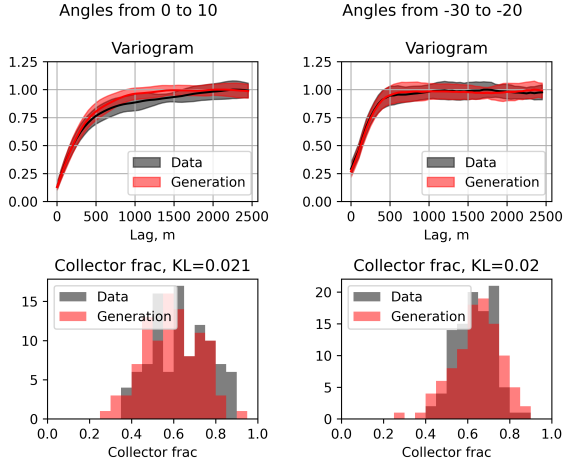 Angles from 0 to 10
Angles from -30 to -20
Variogram
Variogram
1.25
1.00
0.75
0.50
0.25
0.00
Data
Generation
0 500 1000 1500 2000 2500
Lag, m
1.25
1.00
0.75
0.50
0.25
0.00
Data
Generation
0 500 1000 1500 2000 2500
Lag, m
Collector frac, KL=0.021
Collector frac, KL=0.02
15
10
5
0
Data
Generation
0.0 0.2 0.4 0.6 0.8 1.0
Collector frac
20
15
10
5
0
Data
Generation
0.0 0.2 0.4 0.6 0.8 1.0
Collector frac